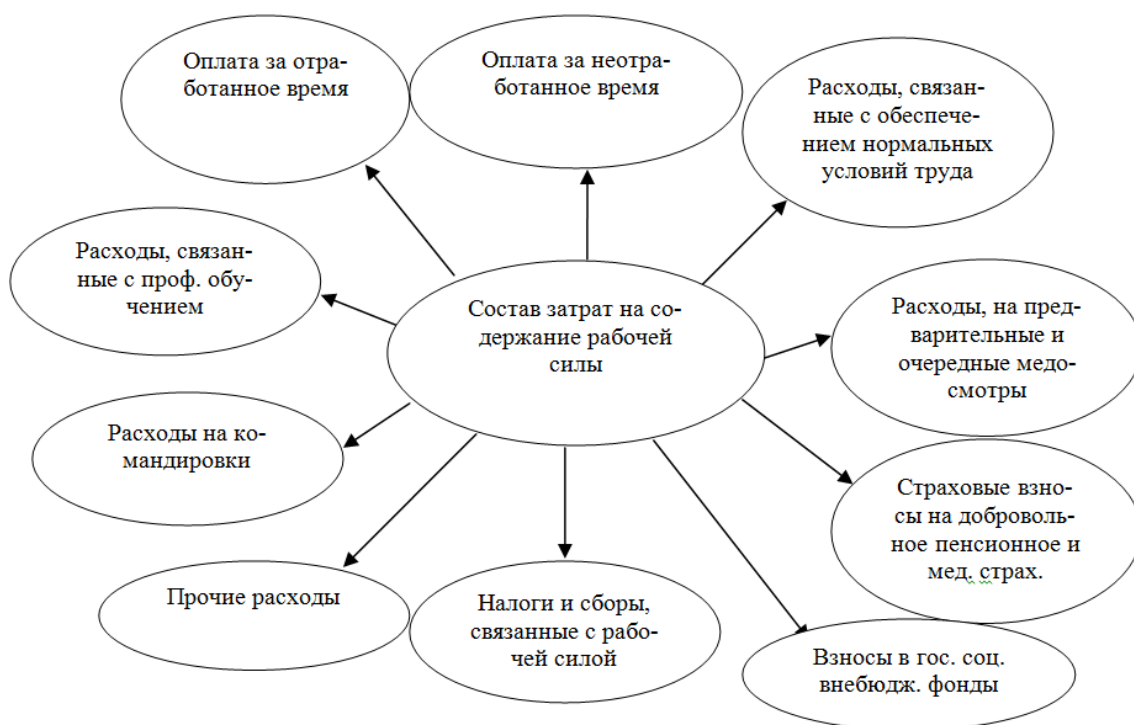 Оплата за отра-
ботанное время
Оплата за неотра-
ботанное время
Расходы, связан-
ные с обеспече-
нием нормальных
условий труда
Расходы, связан-
ные с проф. обу-
чением
Состав затрат на со-
держание рабочей
силы
Расходы, на пред-
варительные и
очередные медо-
смотры
Расходы на ко-
мандировки
Страховые взно-
сы на доброволь-
ное пенсионное и
мед. страх.
Прочие расходы
Налоги и сборы,
связанные с рабо-
чей силой
Взносы в гос. соц.
внебюдж. фонды